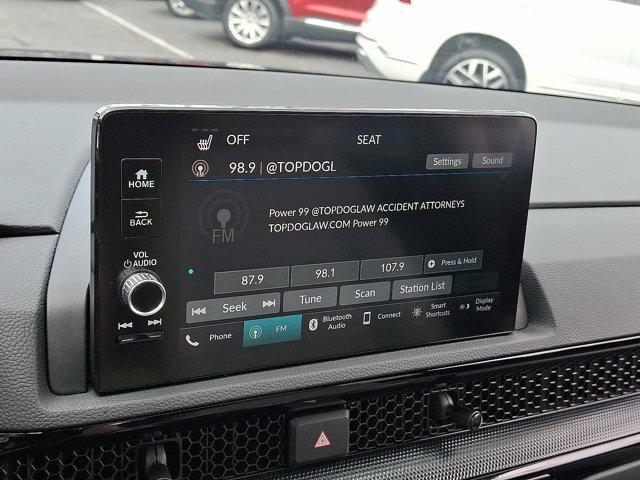 OFF SEAT
98.9 | @TOPDOGL Settings Sound
FM
HOME
BACK
VOL
AUDIO
FM
Power 99 @TOPDOGLAW ACCIDENT ATTORNEYS
TOPDOGLAW.COM Power 99
87.9 98.1 107.9 Press & Hold
Seek Tune Scan Station List
Phone FM Bluetooth Audio Connect Smart Shortcuts Display Mode